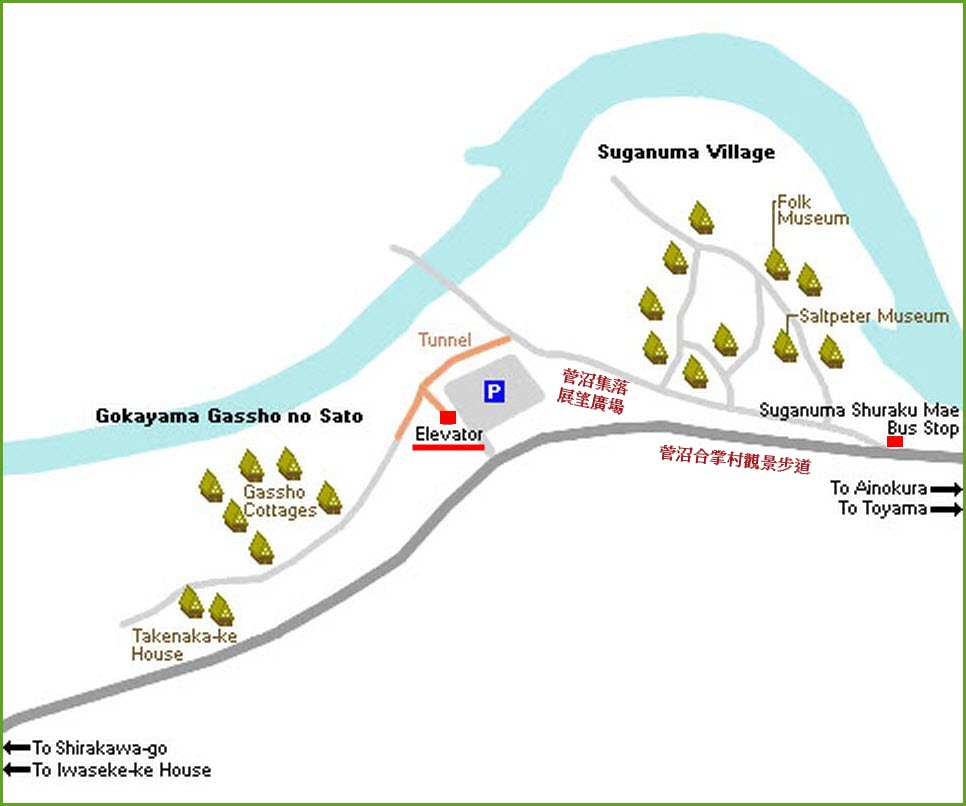 Suganuma Village
Folk
Museum
Saltpeter Museum
Tunnel
P
菅沼集落
展望廣場
Gokayama Gassho no Sato
Suganuma Shuraku Mae
Bus Stop
Elevator
菅沼合掌村觀景步道
Gassho
Cottages
To Ainokura
To Toyama
Takenaka-ke
House
To Shirakawa-go
To Iwaseke-ke House